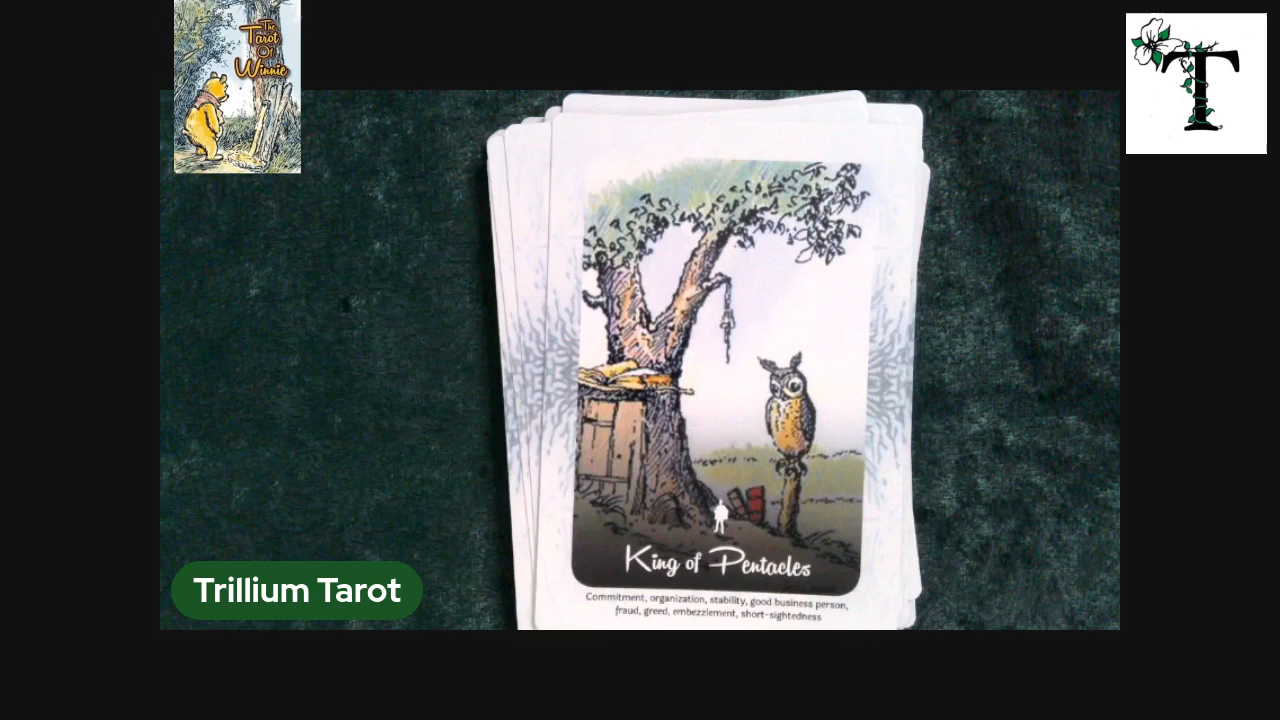 The
Tarot
Of
Winnie
T
King of Pentacles
Commitment, organization, stability, good business person,
fraud, greed, embezzlement, short-sightedness
Trillium Tarot